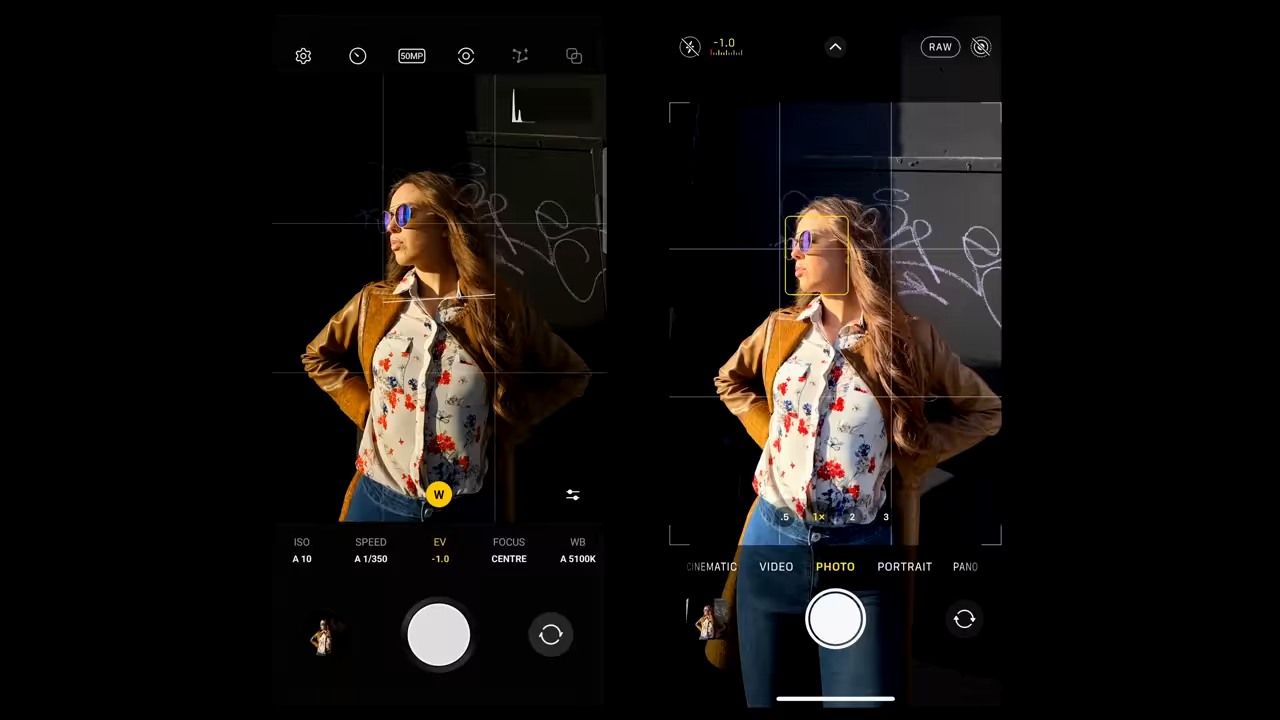 50MP
W
ISO SPEED EV FOCUS WB
A 10 A 1/350 -1.0 CENTRE A 5100K
-1.0
RAW
.5 1× 2 3
CINEMATIC VIDEO PHOTO PORTRAIT PANO